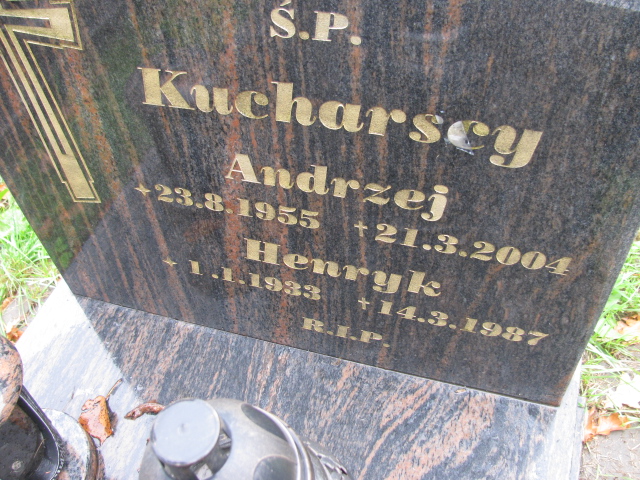 Ś.P.
Kucharscy
Andrzej
*23.8.1955 +21.3.2004
Henryk
*1.1.1933 +14.3.1987
R.I.P.